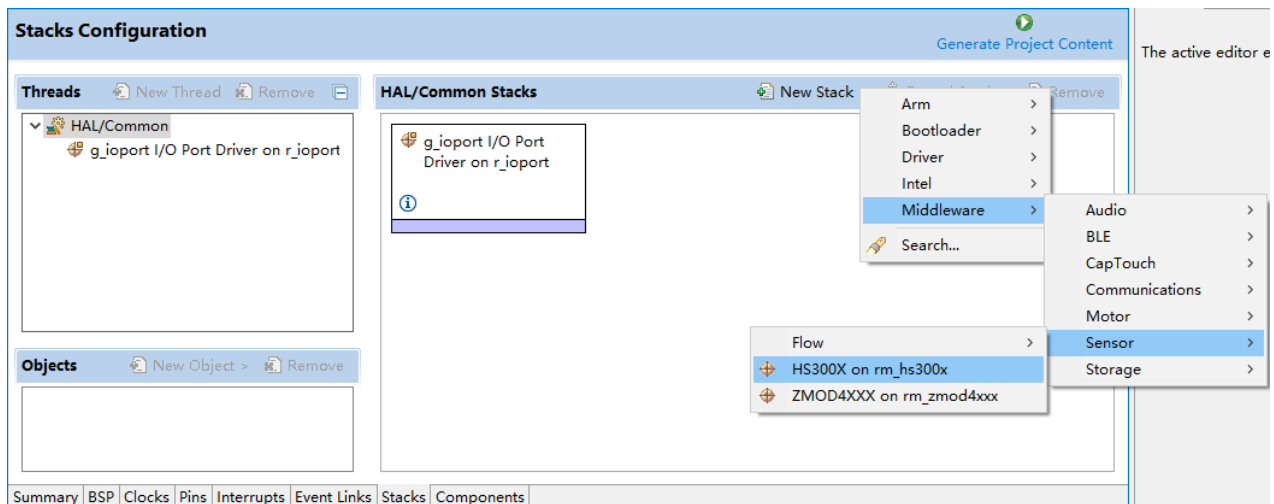 Stacks Configuration
Generate Project Content
The active editor e
Threads
New Thread
Remove
HAL/Common Stacks
New Stack
Remove
HAL/Common
g_ioport I/O Port Driver on r_ioport
g_ioport I/O Port
Driver on r_ioport
Arm
Bootloader
Driver
Intel
Middleware
Search...
Audio
BLE
CapTouch
Communications
Motor
Sensor
Storage
Flow
HS300X on rm_hs300x
ZMOD4XXX on rm_zmod4xxx
Objects
New Object >
Remove
Summary
BSP
Clocks
Pins
Interrupts
Event Links
Stacks
Components